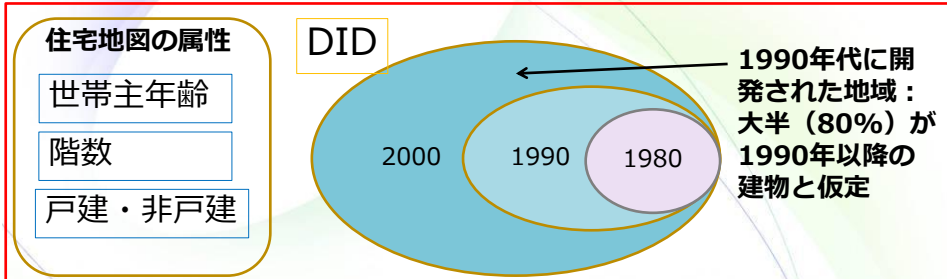 住宅地図の属性
世帯主年齢
階数
戸建・非戸建
DID
2000
1990
1980
1990年代に開
発された地域：
大半（80%）が
1990年以降の
建物と仮定